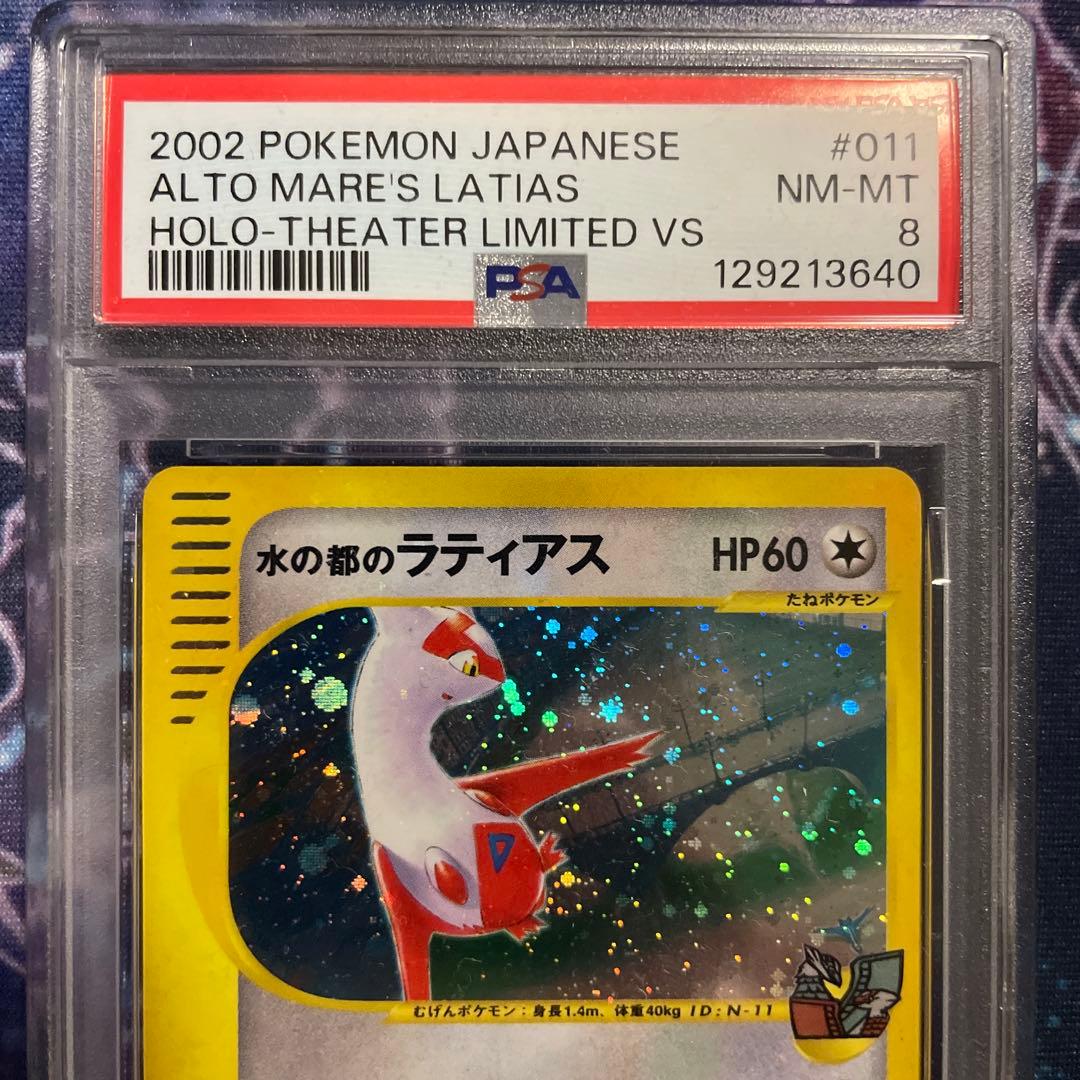 2002 POKEMON JAPANESE #011
ALTO MARE'S LATIAS NM-MT
HOLO-THEATER LIMITED VS 8
PSA 129213640
水の都のラティアス HP60
たねポケモン
むげんポケモン：身長1.4m、体重40kg ID:N-11